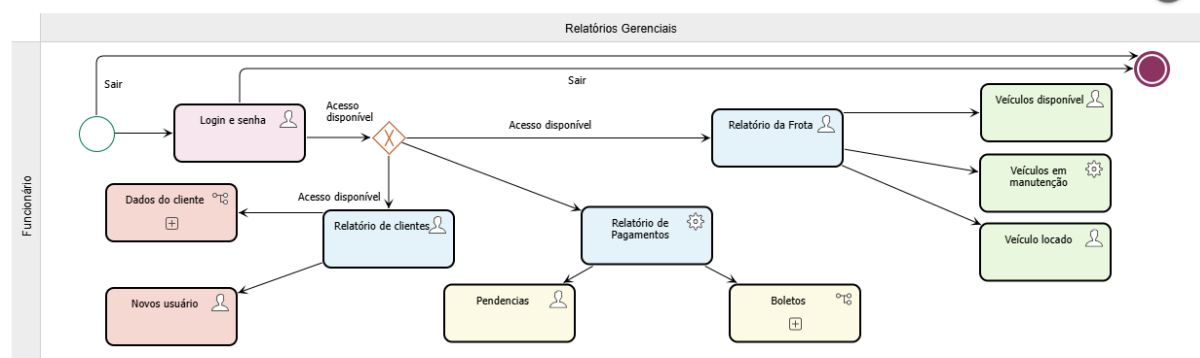 Relatórios Gerenciais
Funcionário
Sair
Sair
Login e senha
Acesso
disponível
Acesso disponível
Relatório da Frota
Veículos disponível
Veículos em
manutenção
Veículo locado
Dados do cliente
Acesso disponível
Relatório de clientes
Relatório de
Pagamentos
Novos usuário
Pendencias
Boletos